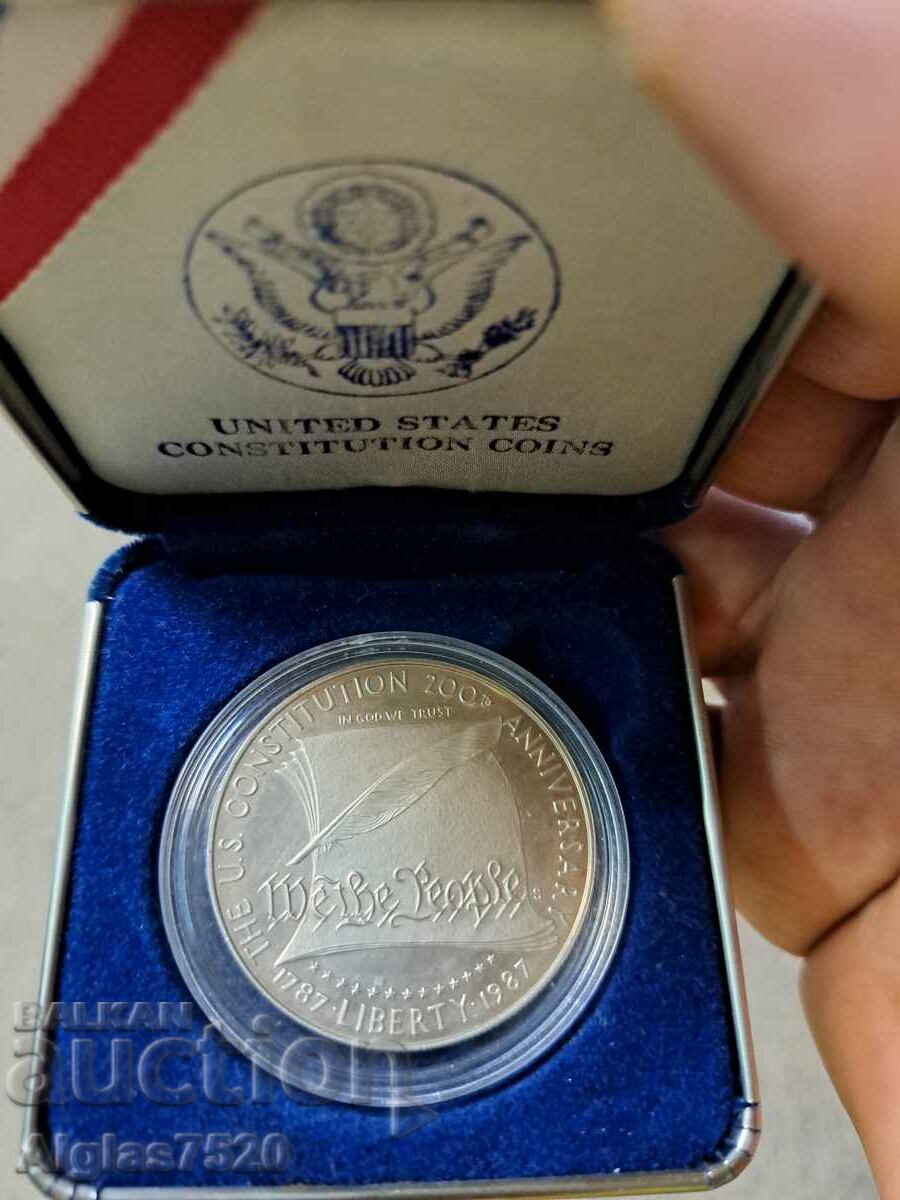 UNITED STATES
CONSTITUTION COINS
THE U.S. CONSTITUTION 200TH ANNIVERSARY
IN GOD WE TRUST
We the People
S
1787 · LIBERTY · 1987
BALKAN
auction
Alglas7520